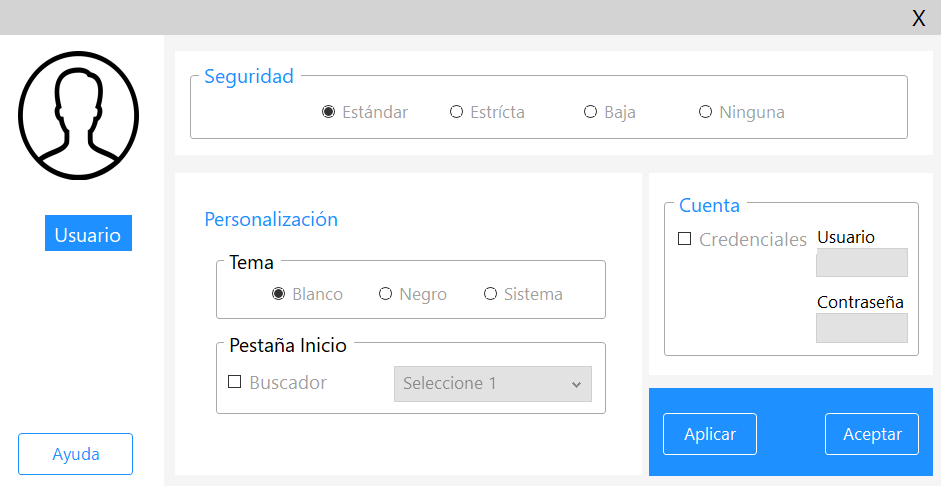 X
Usuario
Ayuda
Seguridad
Estándar Estrícta Baja Ninguna
Personalización
Tema
Blanco Negro Sistema
Pestaña Inicio
Buscador Seleccione 1
Cuenta
Credenciales Usuario
Contraseña
Aplicar Aceptar